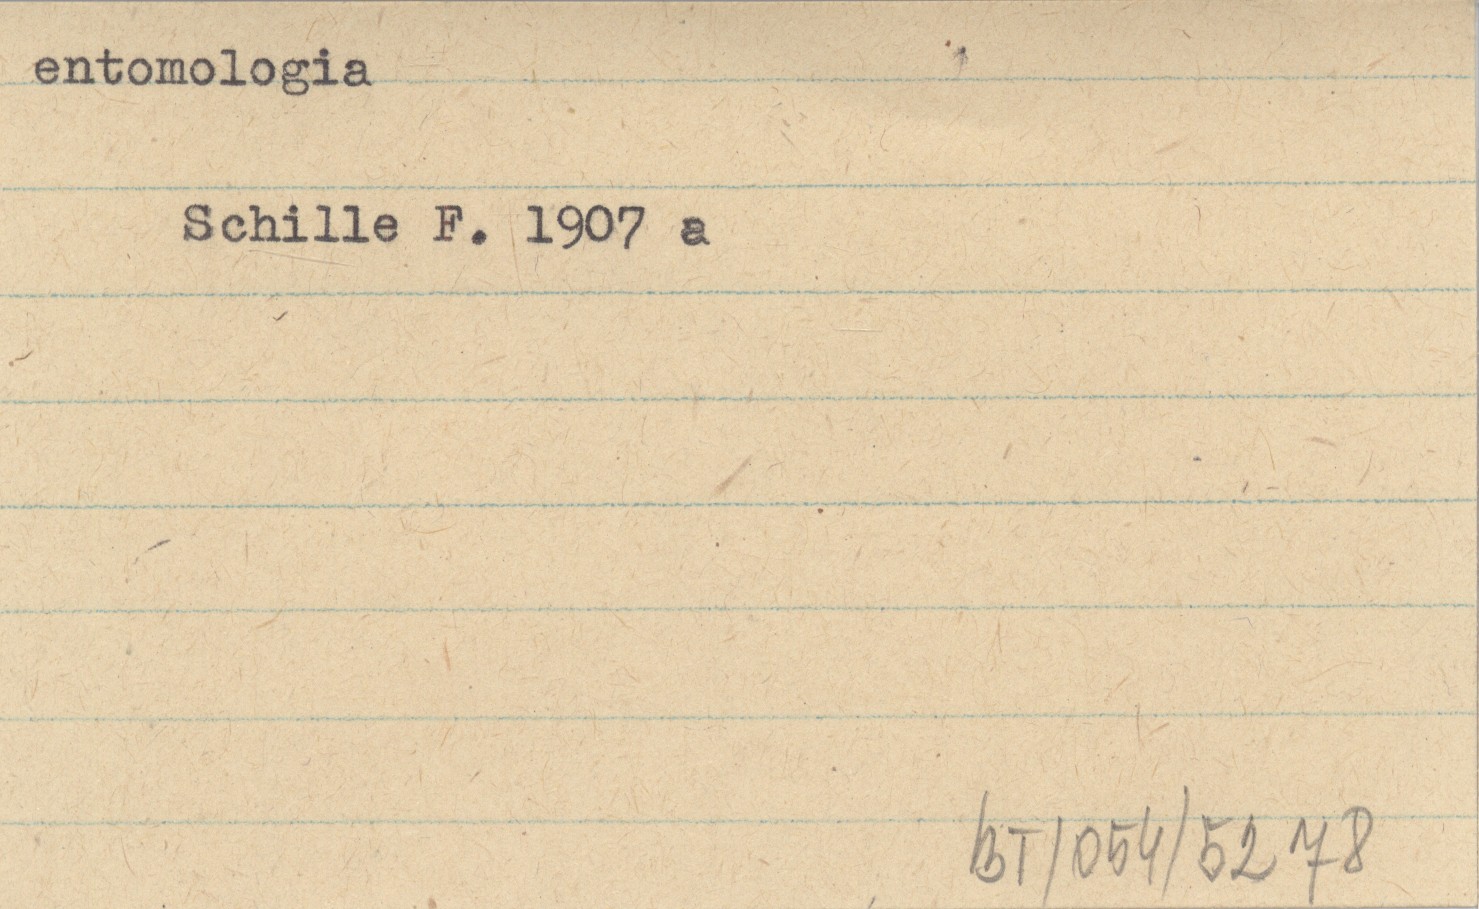 entomologia
Schille F. 1907 a
BT/054/5278